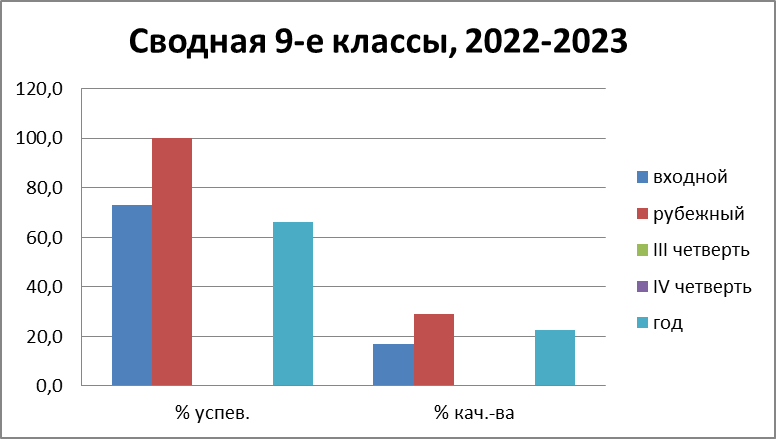 Сводная 9-е классы, 2022-2023
120,0
100,0
80,0
60,0
40,0
20,0
0,0
% успев.
% кач.-ва
входной
рубежный
III четверть
IV четверть
год